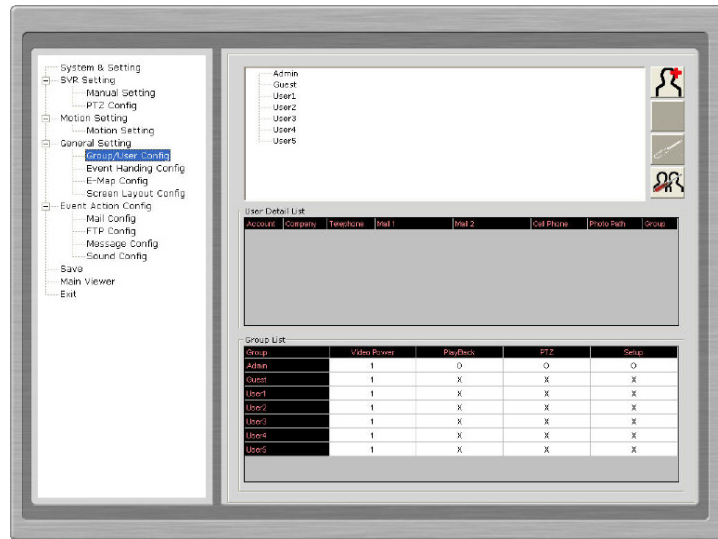 System & Setting
SVR Setting
Manual Setting
PTZ Config
Motion Setting
Motion Setting
General Setting
Group/User Config
Event Handing Config
E-Map Config
Screen Layout Config
Event Action Config
Mail Config
FTP Config
Message Config
Sound Config
Save
Main Viewer
Exit
Admin
Guest
User1
User2
User3
User4
User5
User Detail List
Account Company Telephone Mail 1 Mail 2 Cell Phone Photo Path Group
Group List
Group Video Power PlayBack PTZ Setup
Admin 1 O O O
Guest 1 X X X
User1 1 X X X
User2 1 X X X
User3 1 X X X
User4 1 X X X
User5 1 X X X